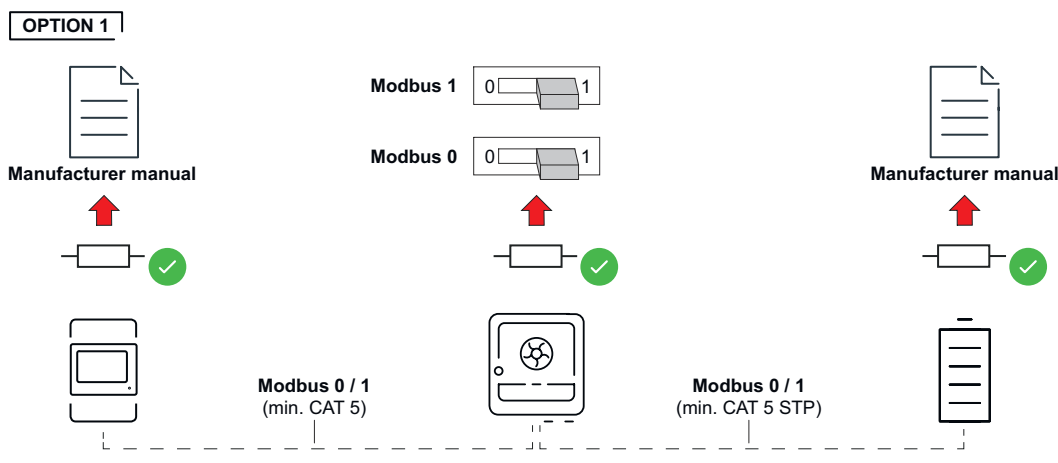 OPTION 1
Modbus 1
0
1
Modbus 0
0
1
Manufacturer manual
Manufacturer manual
Modbus 0 / 1
(min. CAT 5)
Modbus 0 / 1
(min. CAT 5 STP)